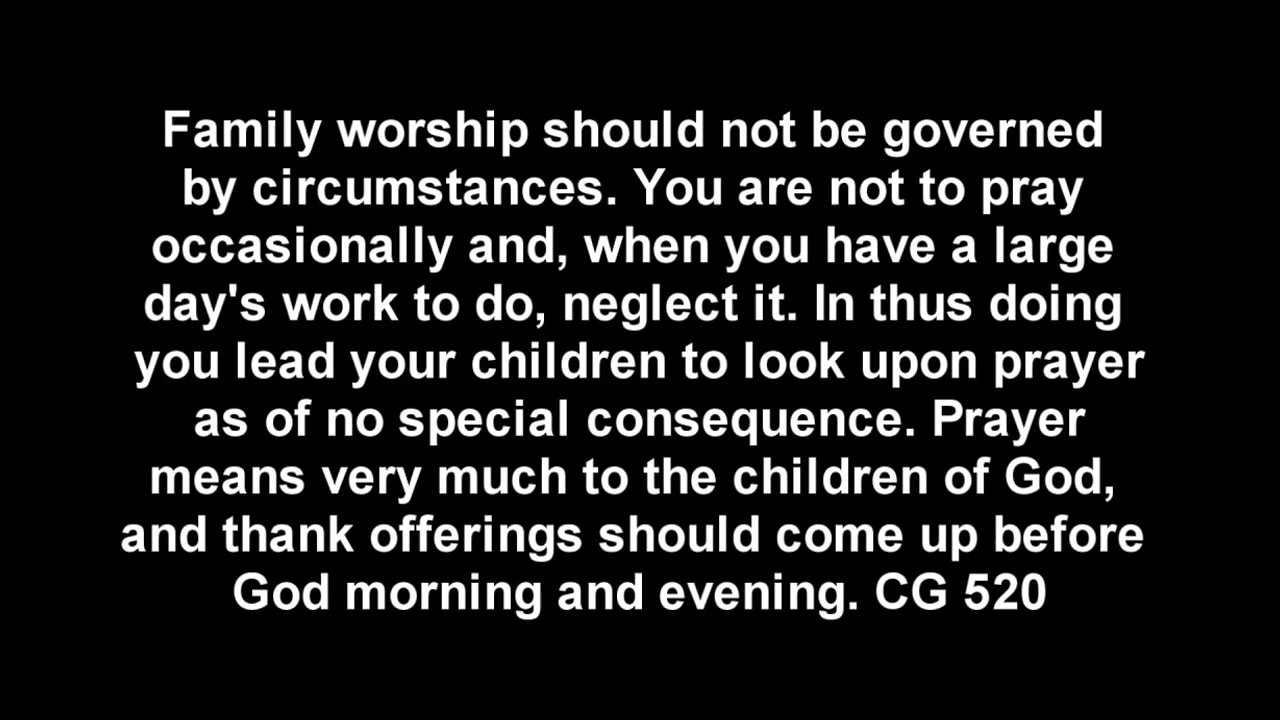 Family worship should not be governed
by circumstances. You are not to pray
occasionally and, when you have a large
day's work to do, neglect it. In thus doing
you lead your children to look upon prayer
as of no special consequence. Prayer
means very much to the children of God,
and thank offerings should come up before
God morning and evening. CG 520